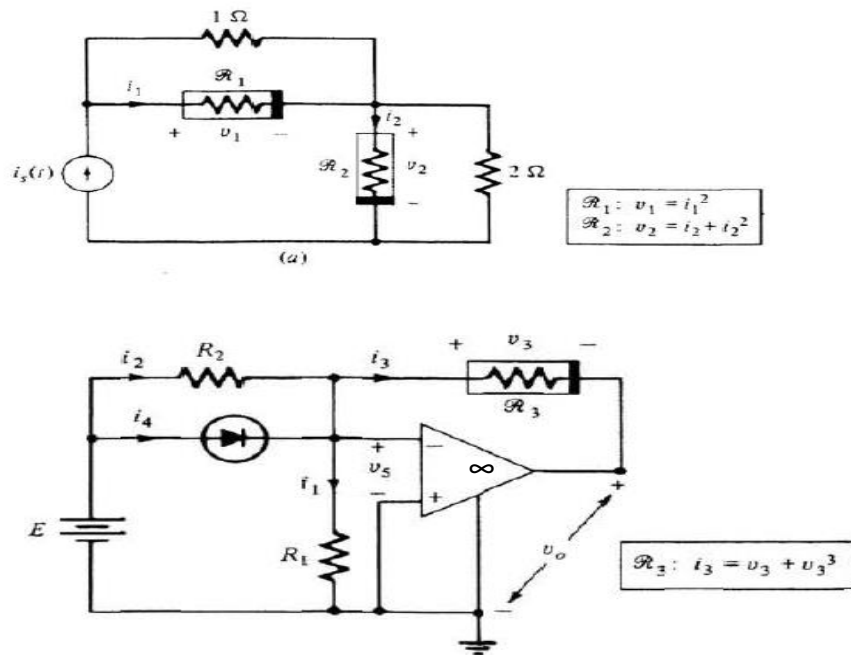 1 Ω
i₁
ℛ₁
+ v₁ −
i₂
+
iₛ(t)
ℛ₂
v₂
2 Ω
−
ℛ₁: v₁ = i₁²
ℛ₂: v₂ = i₂ + i₂²
(a)
i₂
R₂
i₃
+ v₃ −
ℛ₃
i₄
+
v₅
−
−
∞
+
i₁
E
R₁
+
v₀
−
ℛ₃: i₃ = v₃ + v₃³